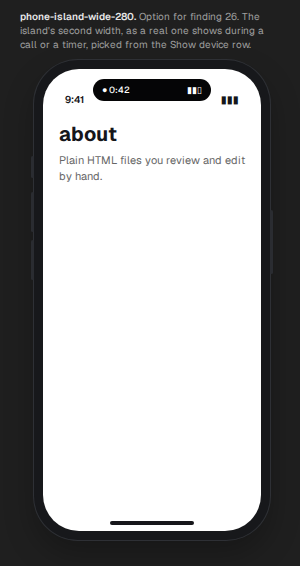 phone-island-wide-280. Option for finding 26. The
island's second width, as a real one shows during a
call or a timer, picked from the Show device row.
0:42
9:41
about
Plain HTML files you review and edit
by hand.